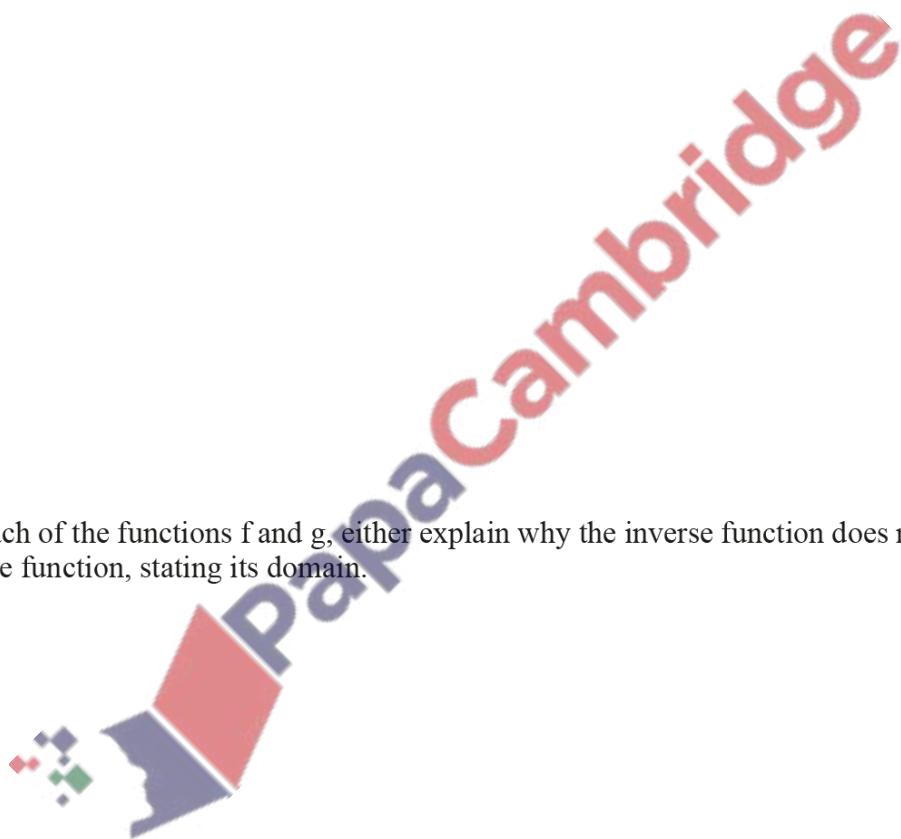 PapaCambridge
ch of the functions f and g, either explain why the inverse function does
e function, stating its domain.